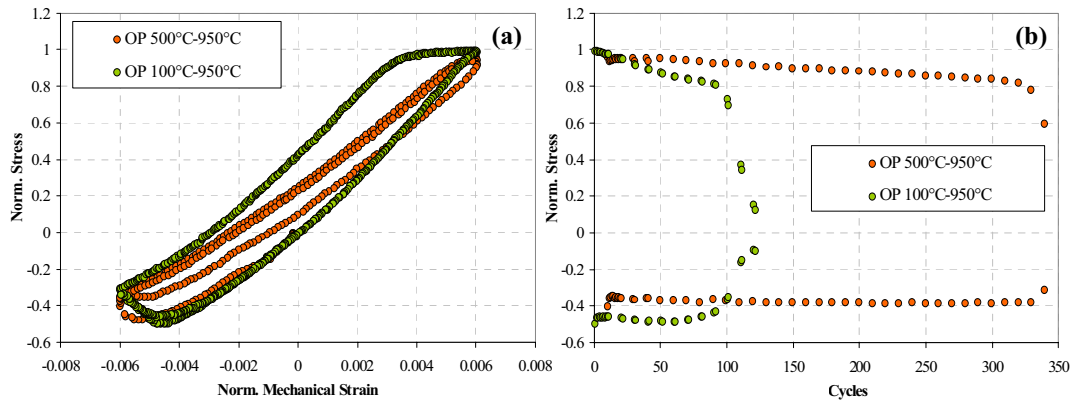 (a)
OP 500°C-950°C
OP 100°C-950°C
Norm. Stress
1.2
1
0.8
0.6
0.4
0.2
0
-0.2
-0.4
-0.6
-0.008 -0.006 -0.004 -0.002 0 0.002 0.004 0.006 0.008
Norm. Mechanical Strain
(b)
OP 500°C-950°C
OP 100°C-950°C
Norm. Stress
1.2
1
0.8
0.6
0.4
0.2
0
-0.2
-0.4
-0.6
0 50 100 150 200 250 300 350
Cycles